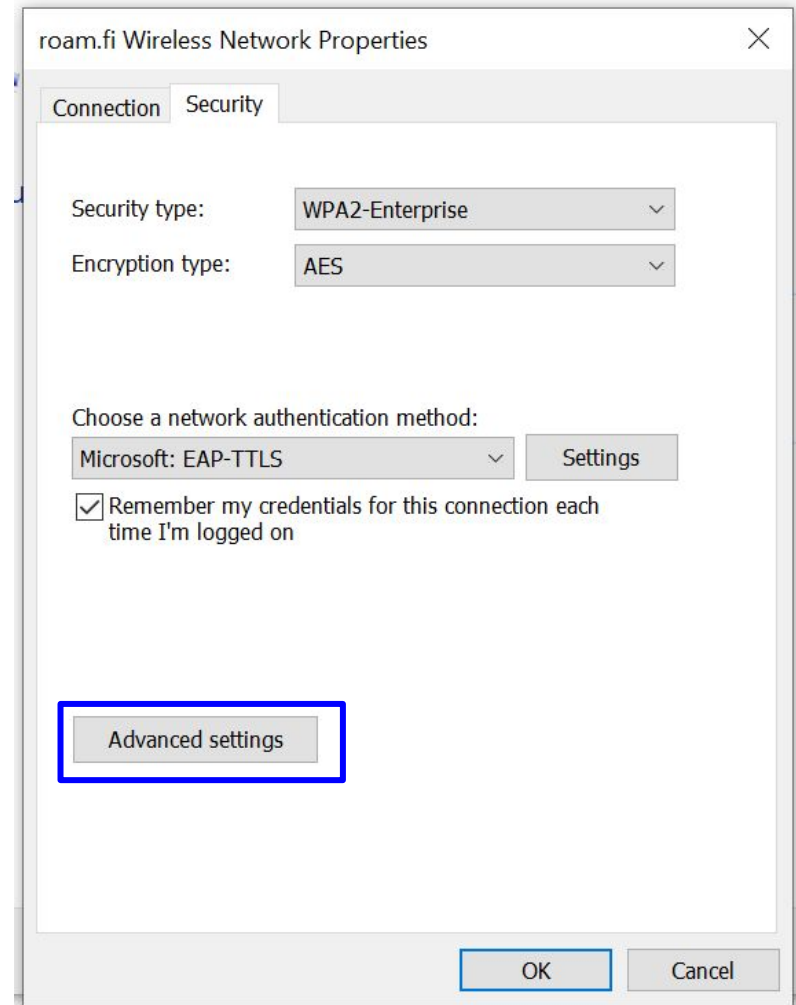 roam.fi Wireless Network Properties
Connection
Security
Security type:
WPA2-Enterprise
Encryption type:
AES
Choose a network authentication method:
Microsoft: EAP-TTLS
Settings
Remember my credentials for this connection each
time I'm logged on
Advanced settings
OK
Cancel